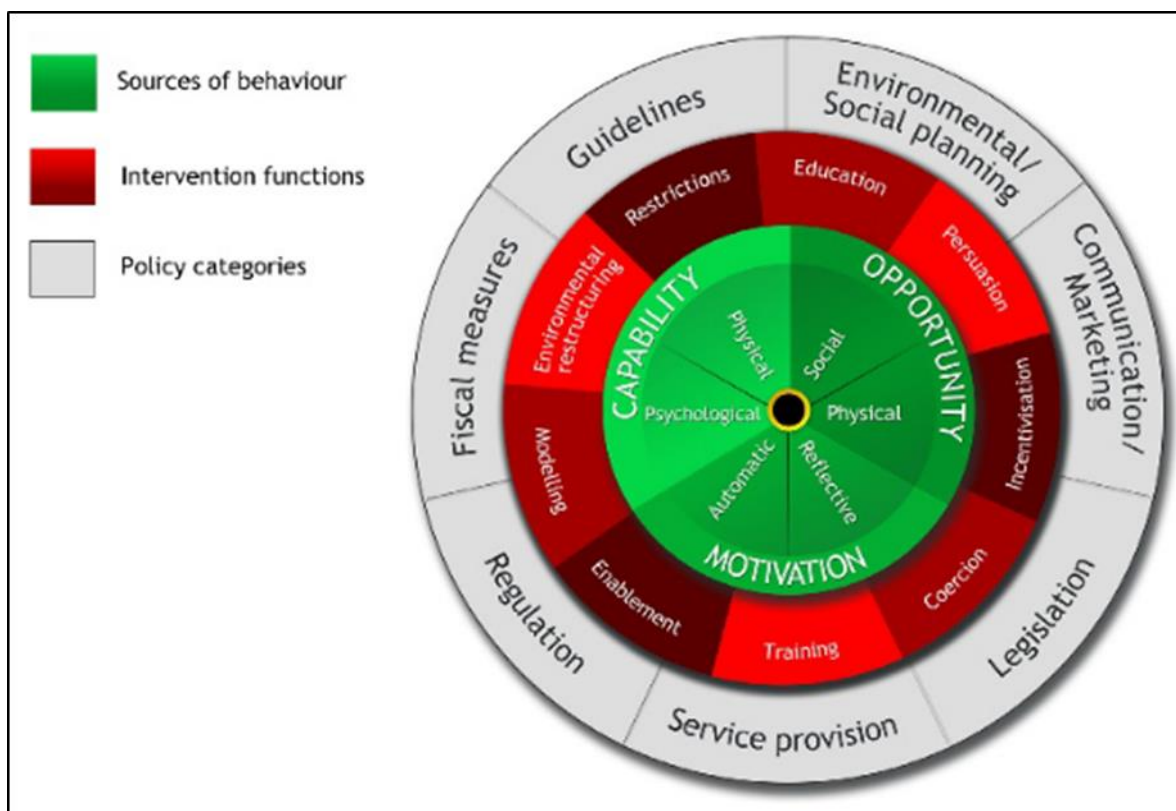 Sources of behaviour
Intervention functions
Policy categories
Guidelines
Environmental/
Social planning
Communication/
Marketing
Legislation
Service provision
Regulation
Fiscal measures
Restrictions
Education
Persuasion
Incentivisation
Coercion
Training
Enablement
Modelling
Environmental
restructuring
CAPABILITY
OPPORTUNITY
MOTIVATION
Physical
Social
Physical
Reflective
Automatic
Psychological